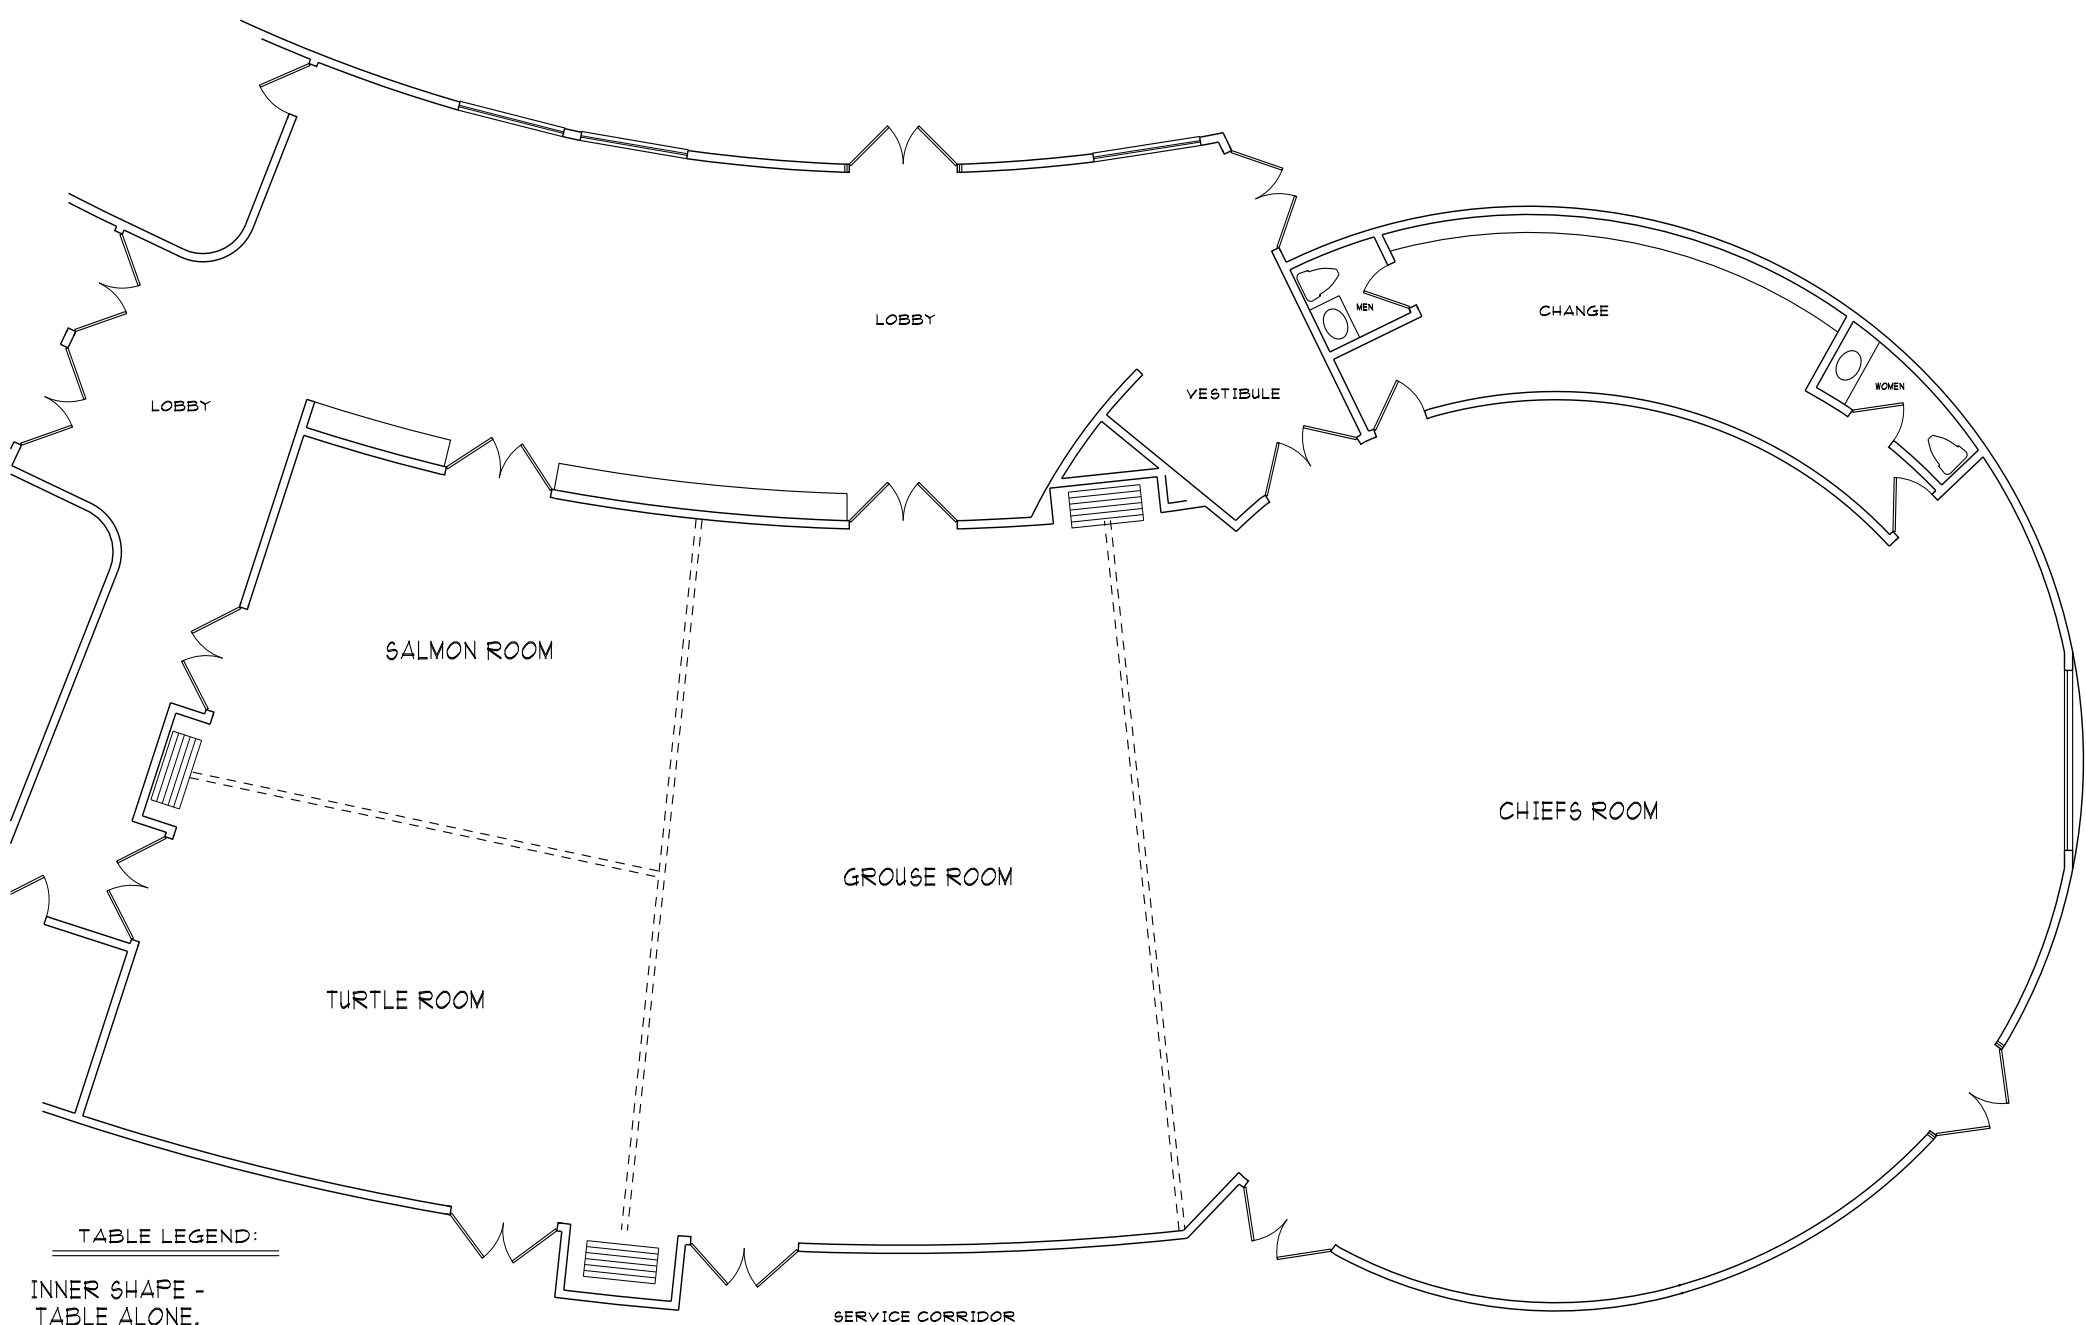 LOBBY
MEN
CHANGE
WOMEN
VESTIBULE
LOBBY
SALMON ROOM
CHIEFS ROOM
GROUSE ROOM
TURTLE ROOM
TABLE LEGEND:
INNER SHAPE -
TABLE ALONE.
SERVICE CORRIDOR